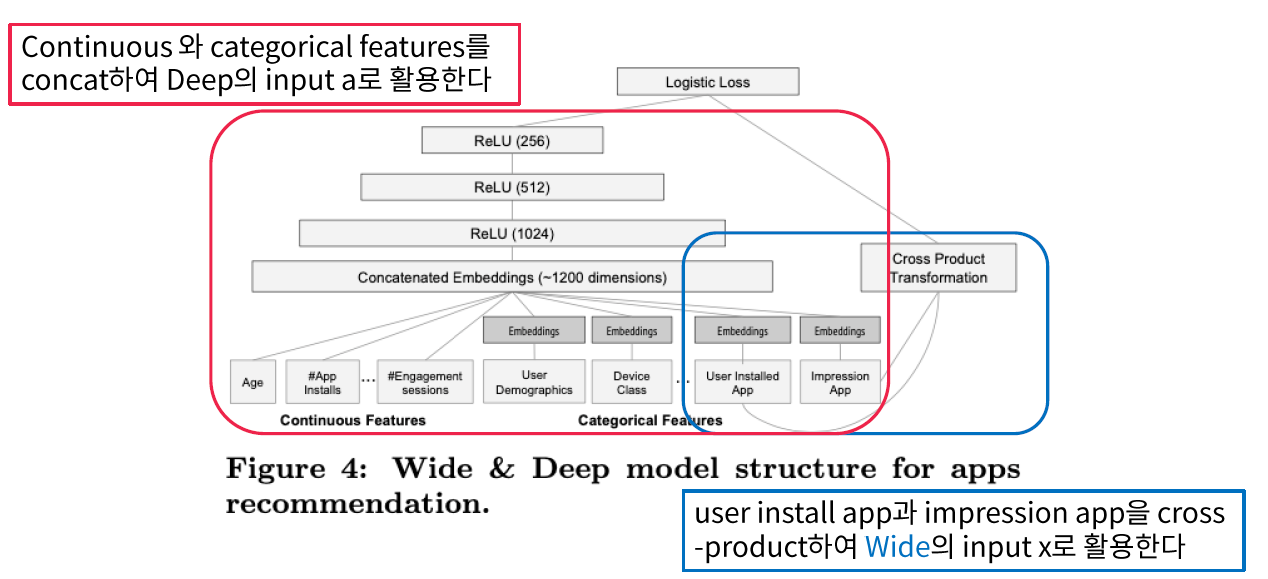 Continuous 와 categorical features를
concat하여 Deep의 input a로 활용한다
Logistic Loss
ReLU (256)
ReLU (512)
ReLU (1024)
Cross Product
Transformation
Concatenated Embeddings (~1200 dimensions)
Embeddings
Embeddings
Embeddings
Embeddings
Age
#App
Installs
...
#Engagement
sessions
User
Demographics
Device
Class
...
User Installed
App
Impression
App
Continuous Features
Categorical Features
Figure 4: Wide & Deep model structure for apps
recommendation.
user install app과 impression app을 cross
-product하여 Wide의 input x로 활용한다